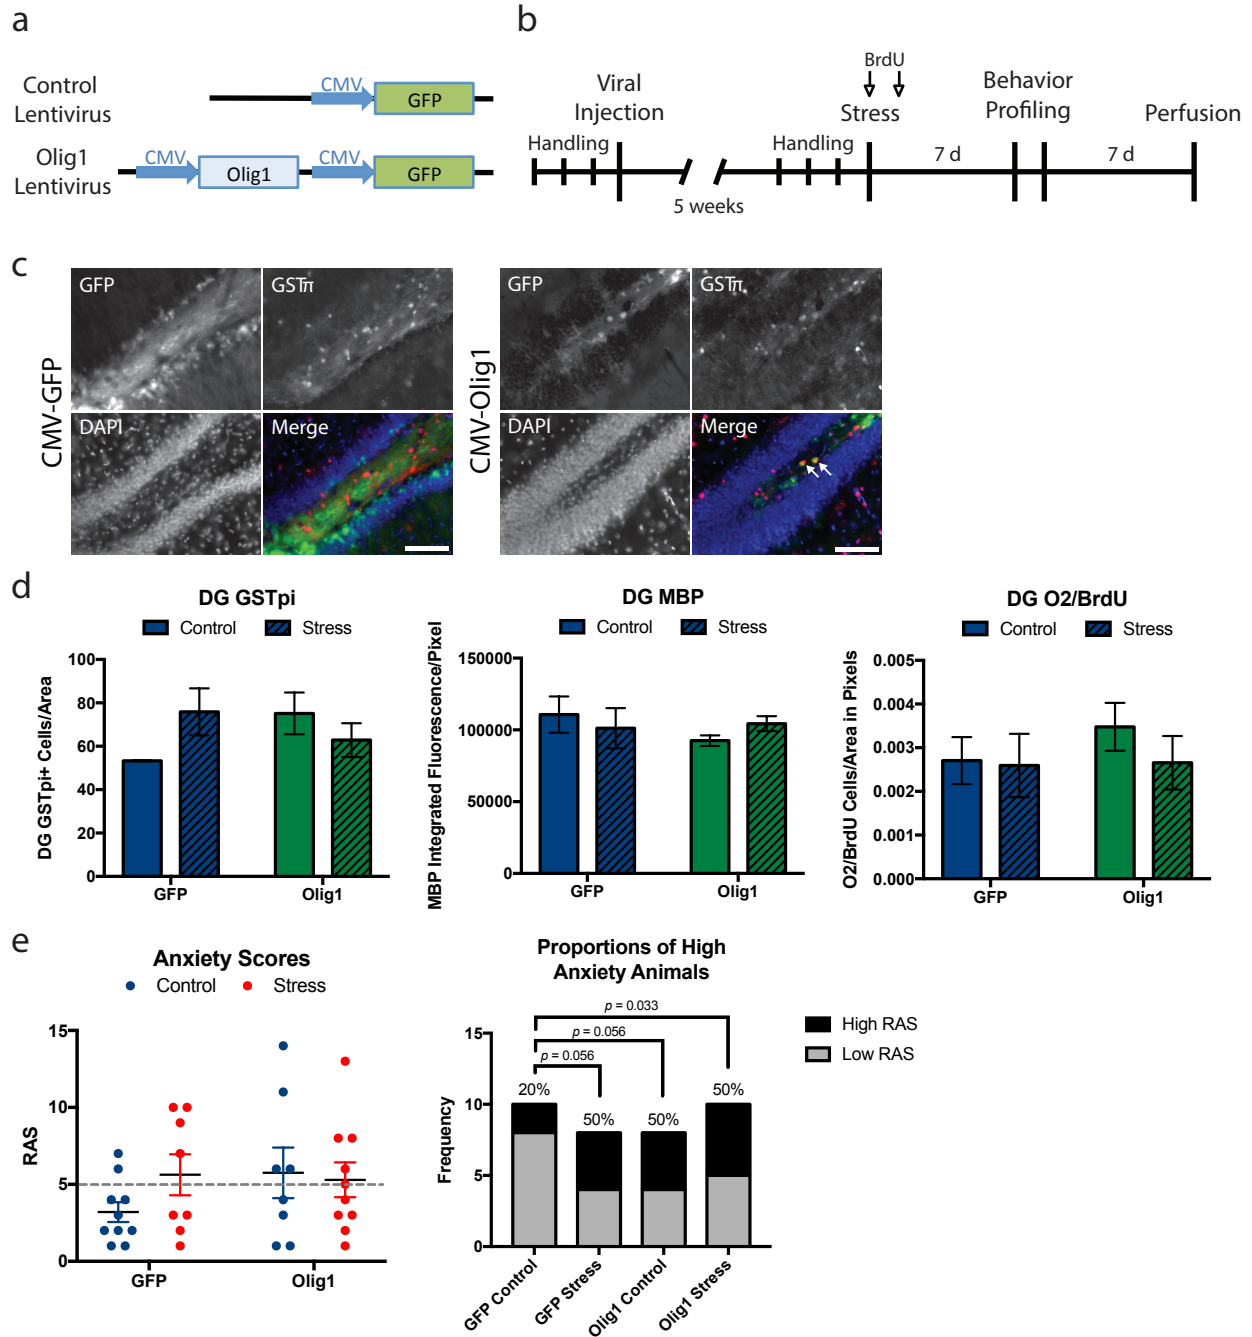 a
Control
Lentivirus
CMV
GFP
Olig1
Lentivirus
CMV
Olig1
CMV
GFP
b
Viral
Injection
BrdU
Stress
Behavior
Profiling
Perfusion
Handling
Handling
7 d
7 d
5 weeks
c
CMV-GFP
GFP
GSTπ
DAPI
Merge
CMV-Olig1
GFP
GSTπ
DAPI
Merge
d
DG GSTpi
Control
Stress
DG GSTpi+ Cells/Area
100
80
60
40
20
0
GFP
Olig1
DG MBP
Control
Stress
MBP Integrated Fluorescence/Pixel
150000
100000
50000
0
GFP
Olig1
DG O2/BrdU
Control
Stress
O2/BrdU Cells/Area in Pixels
0.005
0.004
0.003
0.002
0.001
0.000
GFP
Olig1
e
Anxiety Scores
Control
Stress
RAS
15
10
5
0
GFP
Olig1
Proportions of High
Anxiety Animals
p = 0.033
p = 0.056
p = 0.056
High RAS
Low RAS
Frequency
15
10
5
0
20%
50%
50%
50%
GFP Control
GFP Stress
Olig1 Control
Olig1 Stress